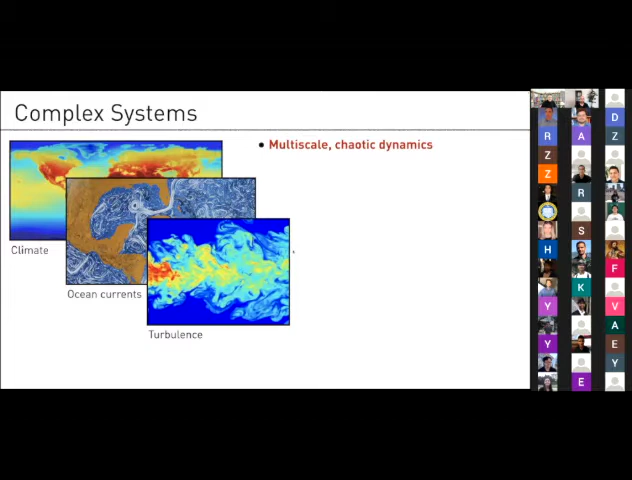 Complex Systems
• Multiscale, chaotic dynamics
Climate
Ocean currents
Turbulence
D
R A Z
Z
Z
R
S
H
F
K
Y V
A
Y E
Y
E